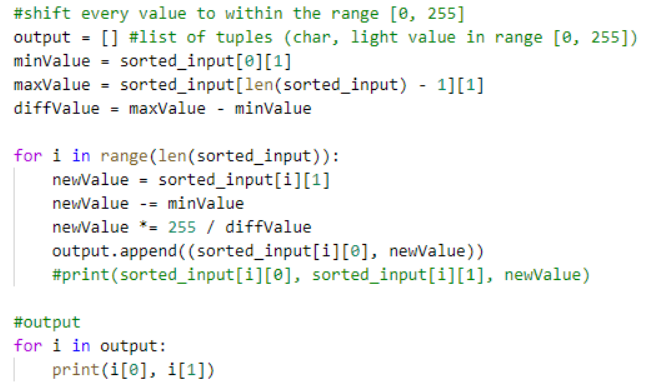 #shift every value to within the range [0, 255]
output = [] #list of tuples (char, light value in range [0, 255])
minValue = sorted_input[0][1]
maxValue = sorted_input[len(sorted_input) - 1][1]
diffValue = maxValue - minValue

for i in range(len(sorted_input)):
    newValue = sorted_input[i][1]
    newValue -= minValue
    newValue *= 255 / diffValue
    output.append((sorted_input[i][0], newValue))
    #print(sorted_input[i][0], sorted_input[i][1], newValue)

#output
for i in output:
    print(i[0], i[1])